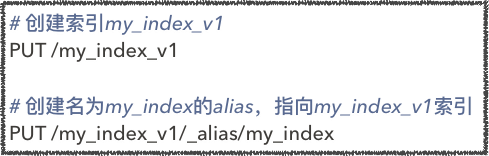 # 创建索引my_index_v1
PUT /my_index_v1
# 创建名为my_index的alias，指向my_index_v1索引
PUT /my_index_v1/_alias/my_index